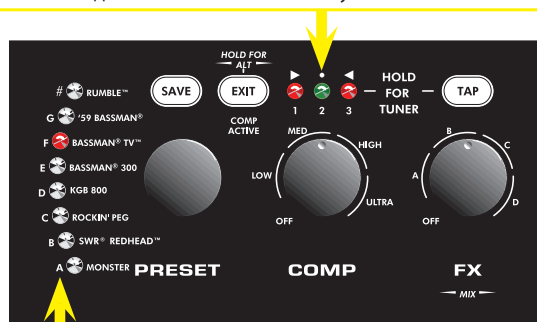 HOLD FOR
ALT
SAVE
EXIT
COMP
ACTIVE
1 2 3
HOLD
FOR
TUNER
TAP
# RUMBLE™
G '59 BASSMAN®
F BASSMAN® TV™
E BASSMAN® 300
D KGB 800
C ROCKIN' PEG
B SWR® REDHEAD™
A MONSTER
PRESET
OFF
LOW
MED
HIGH
ULTRA
COMP
OFF
A
B
C
D
FX
MIX